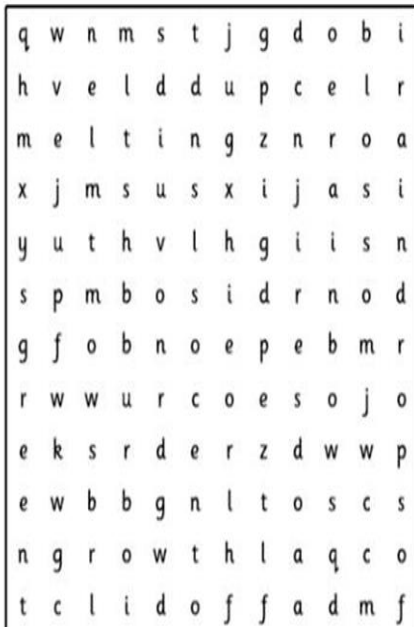 q w n m s t j g d o b i
h v e l d d u p c e l r
m e l t i n g z n r o a
x j m s u s x i j a s i
y u t h v l h g i i s n
s p m b o s i d r n o d
g f o b n o e p e b m r
r w w u r c o e s o j o
e k s r d e r z d w w p
e w b b g n l t o s c s
n g r o w t h l a q c o
t c l i d o f f a d m f